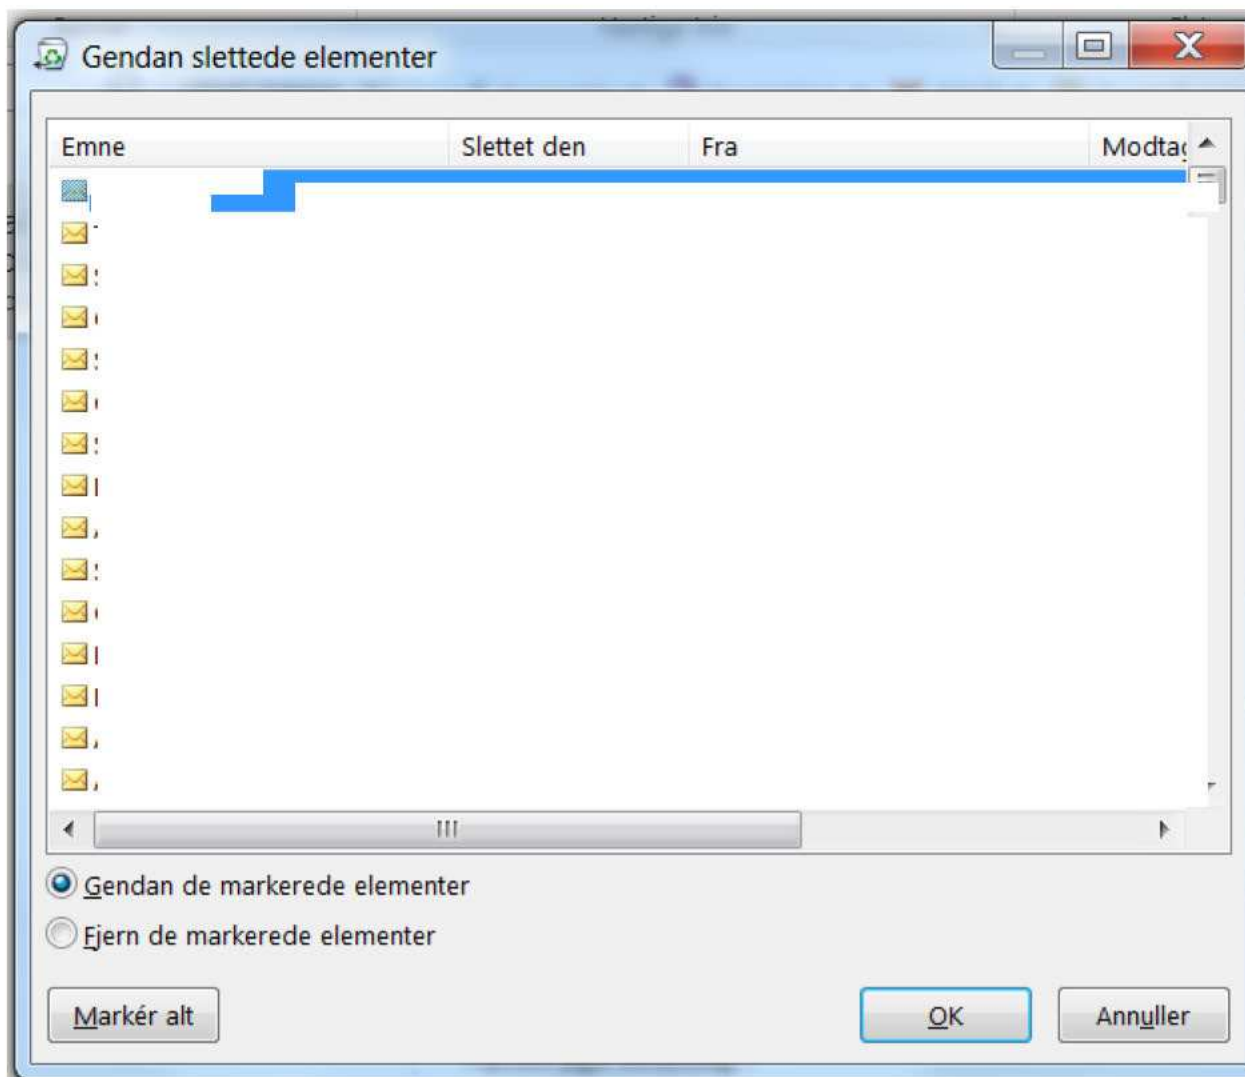 Gendan slettede elementer
Emne Slettet den Fra
Gendan de markerede elementer
Fjern de markerede elementer
Markér alt OK Annuller